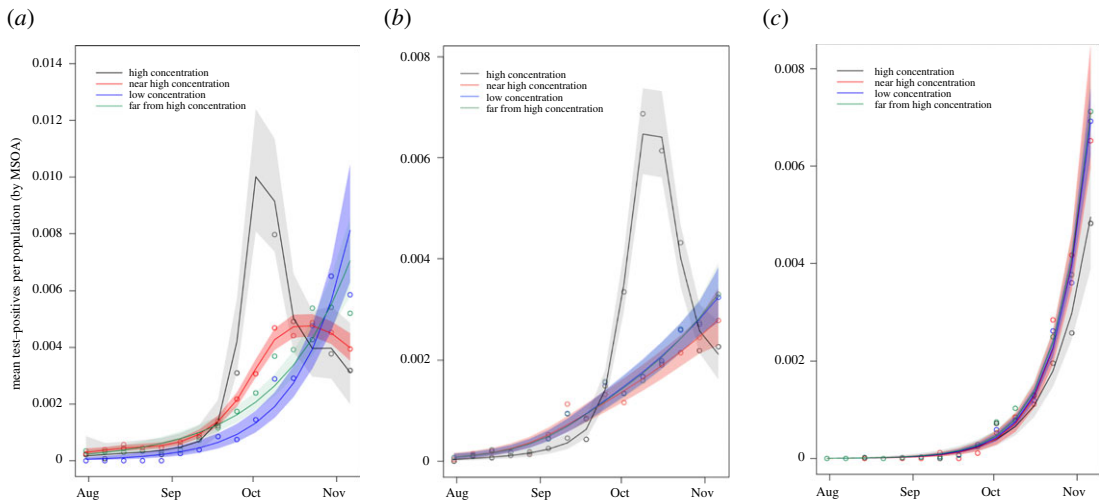 (a)
mean test–positives per population (by MSOA)
0.014
0.012
0.010
0.008
0.006
0.004
0.002
0
high concentration
near high concentration
low concentration
far from high concentration
Aug Sep Oct Nov
(b)
0.008
0.006
0.004
0.002
0
high concentration
near high concentration
low concentration
far from high concentration
Aug Sep Oct Nov
(c)
0.008
0.006
0.004
0.002
0
high concentration
near high concentration
low concentration
far from high concentration
Aug Sep Oct Nov